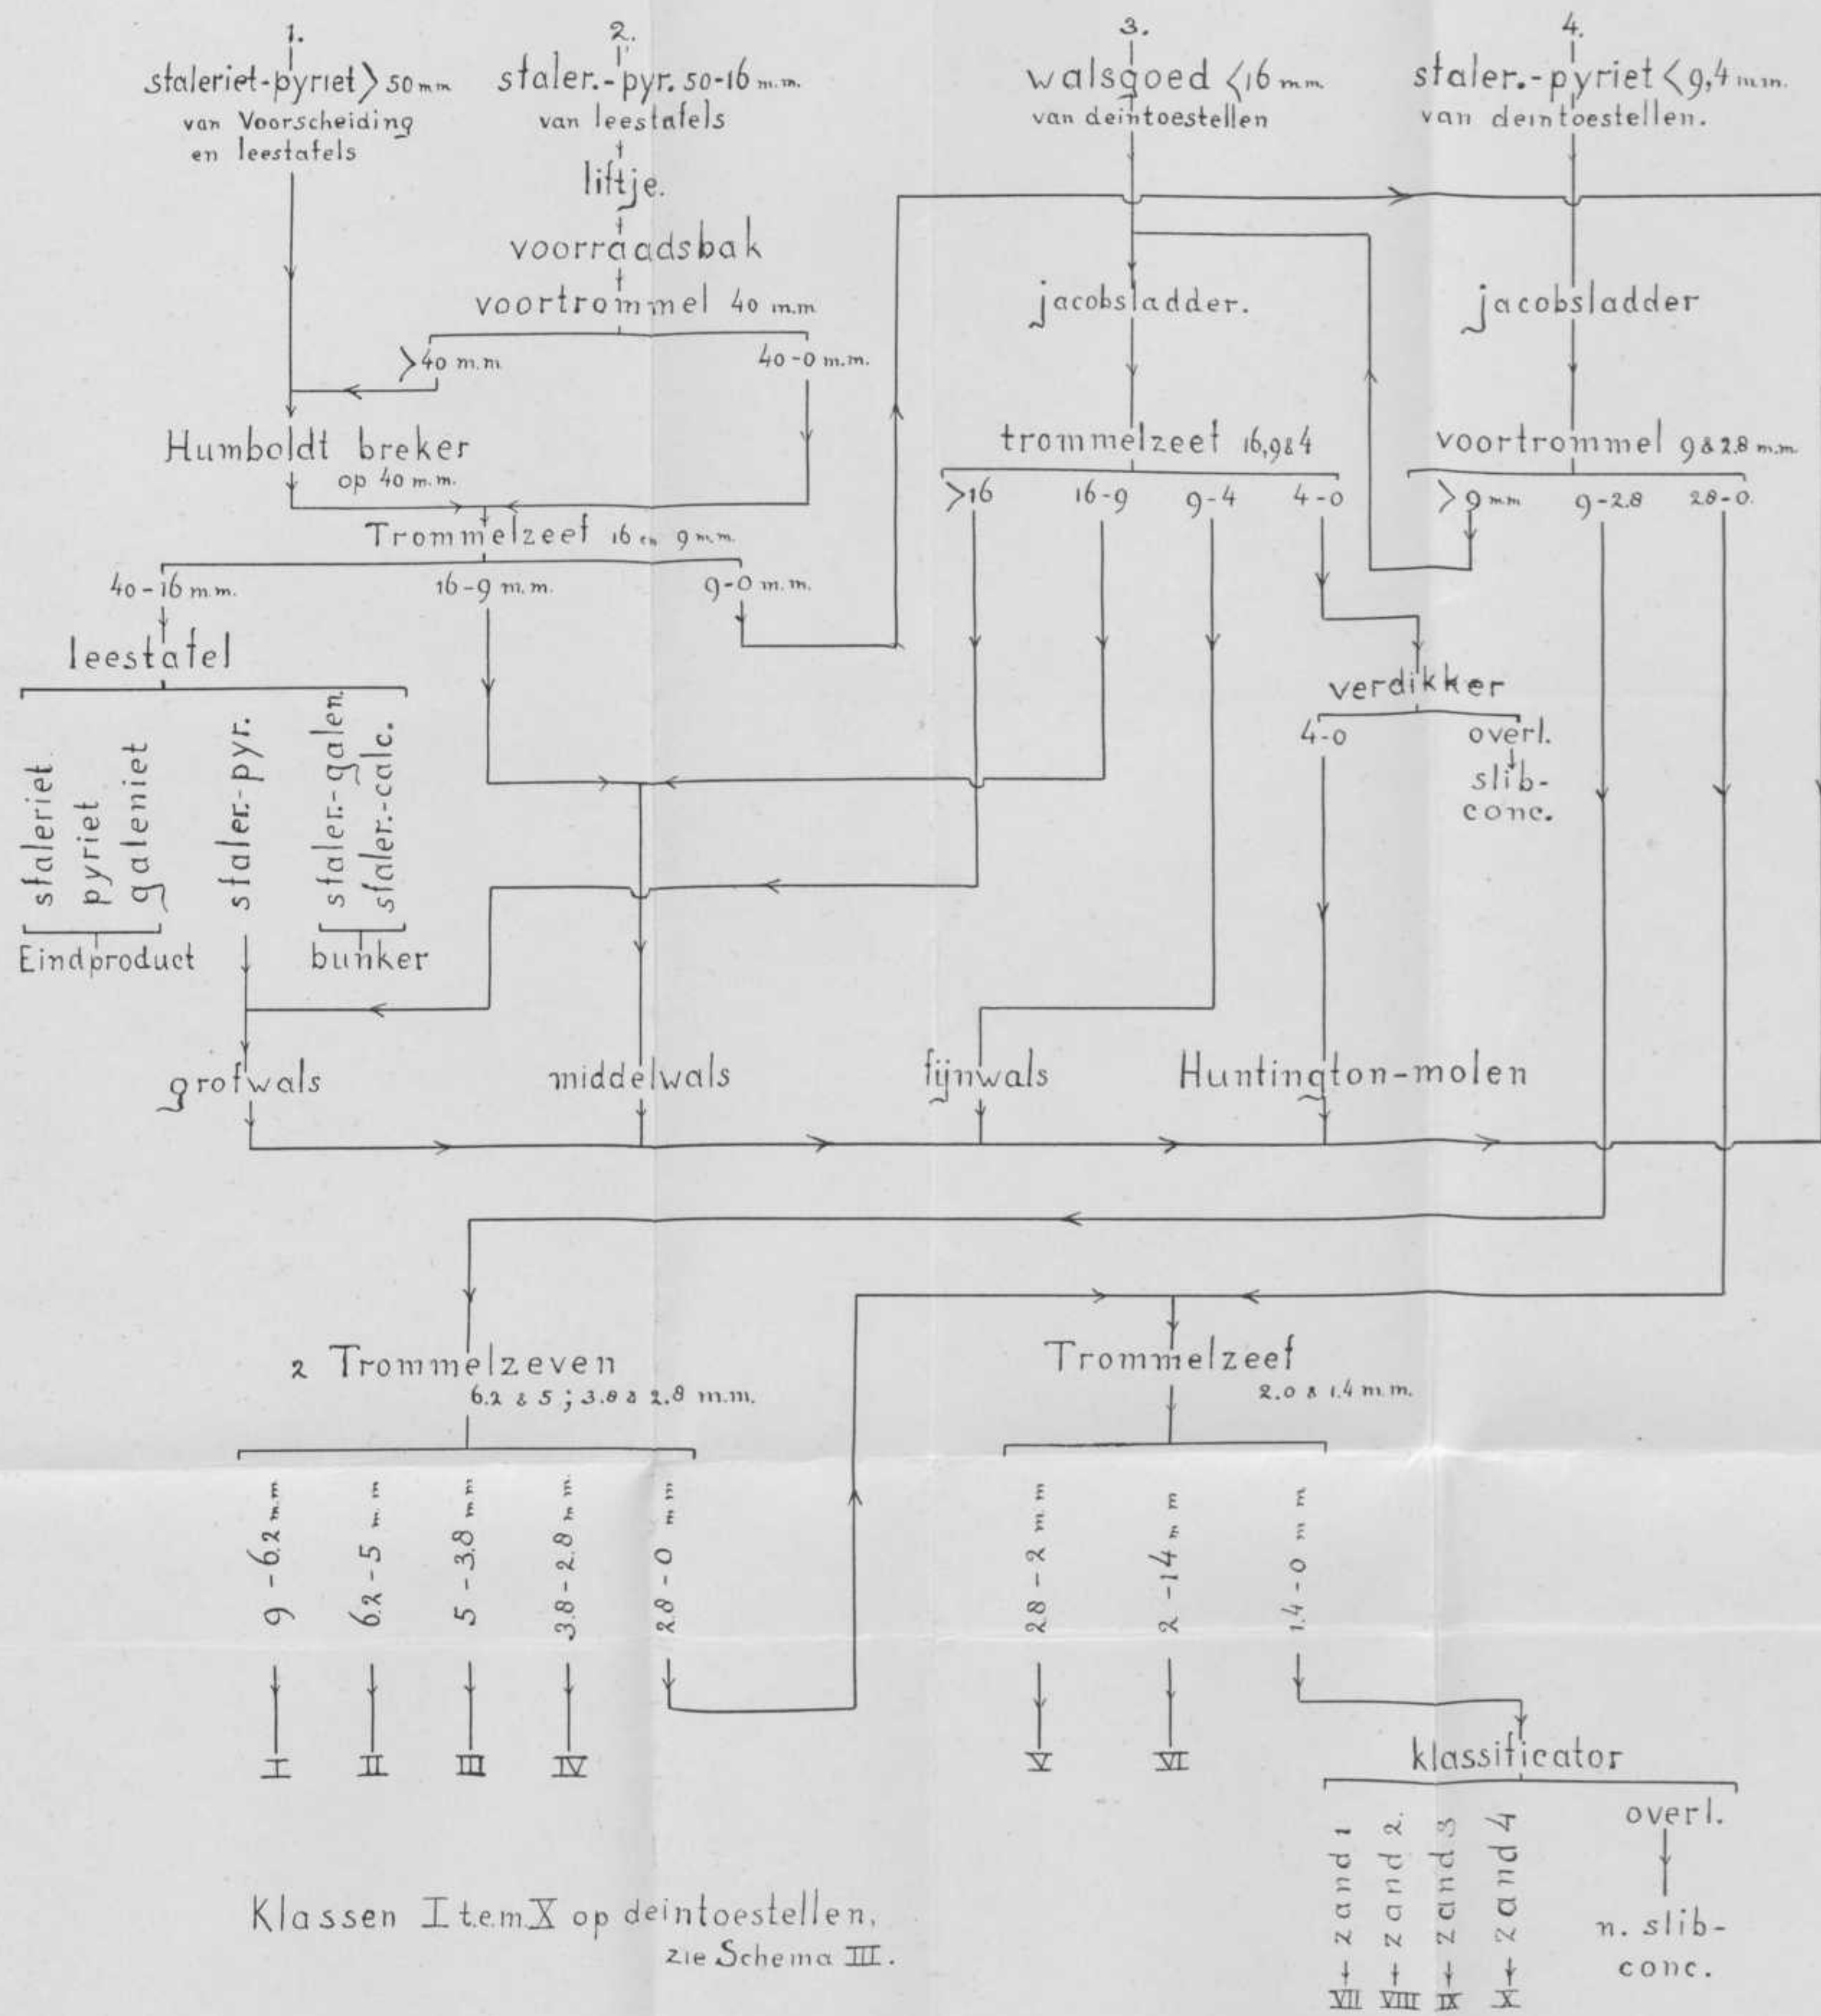 1.
staleriet-pyriet > 50 mm
van Voorscheiding
en leestafels
2.
staler.-pyr. 50-16 m.m.
van leestafels
liftje.
voorraadsbak
voortrommel 40 m.m
>40 m.m
40-0 m.m.
Humboldt breker
op 40 m.m.
Trommelzeef 16 en 9 m.m.
40-16 m.m.
16-9 m.m.
9-0 m.m.
leestafel
staleriet
pyriet
galeniet
staler.-pyr.
staler.-galen.
staler.-calc.
Eindproduct
bunker
3.
walsgoed <16 mm
van deintoestellen
jacobsladder.
trommelzeef 16,9 & 4
>16
16-9
9-4
4-0
4.
staler.-pyriet <9,4 m.m.
van deintoestellen.
jacobsladder
voortrommel 9 & 2.8 m.m.
>9 mm
9-2.8
2.8-0.
verdikker
4-0
overl.
slib-
conc.
grofwals
middelwals
fijnwals
Huntington-molen
2 Trommelzeven
6.2 & 5 ; 3.8 & 2.8 m.m.
9 - 6.2 m.m
6.2 - 5 m.m
5 - 3.8 m m
3.8 - 2.8 m m.
2.8 - 0 m m
I
II
III
IV
Trommelzeef
2.0 & 1.4 m.m.
2.8 - 2 m m
2 - 1.4 m m
1.4 - 0 m m
V
VI
klassificator
zand 1
zand 2.
zand 3
zand 4
overl.
n. slib-
conc.
VII
VIII
IX
X
Klassen I t.e.m. X op deintoestellen,
zie Schema III.